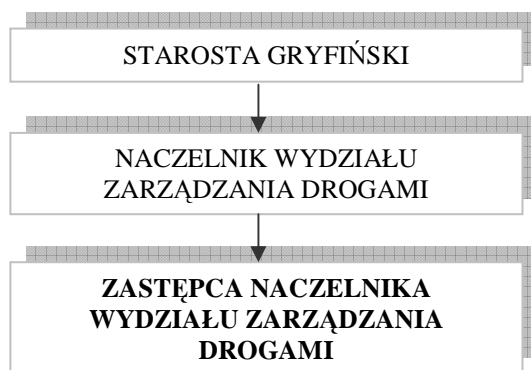 STAROSTA GRYFIŃSKI
NACZELNIK WYDZIAŁU
ZARZĄDZANIA DROGAMI
ZASTĘPCA NACZELNIKA
WYDZIAŁU ZARZĄDZANIA
DROGAMI